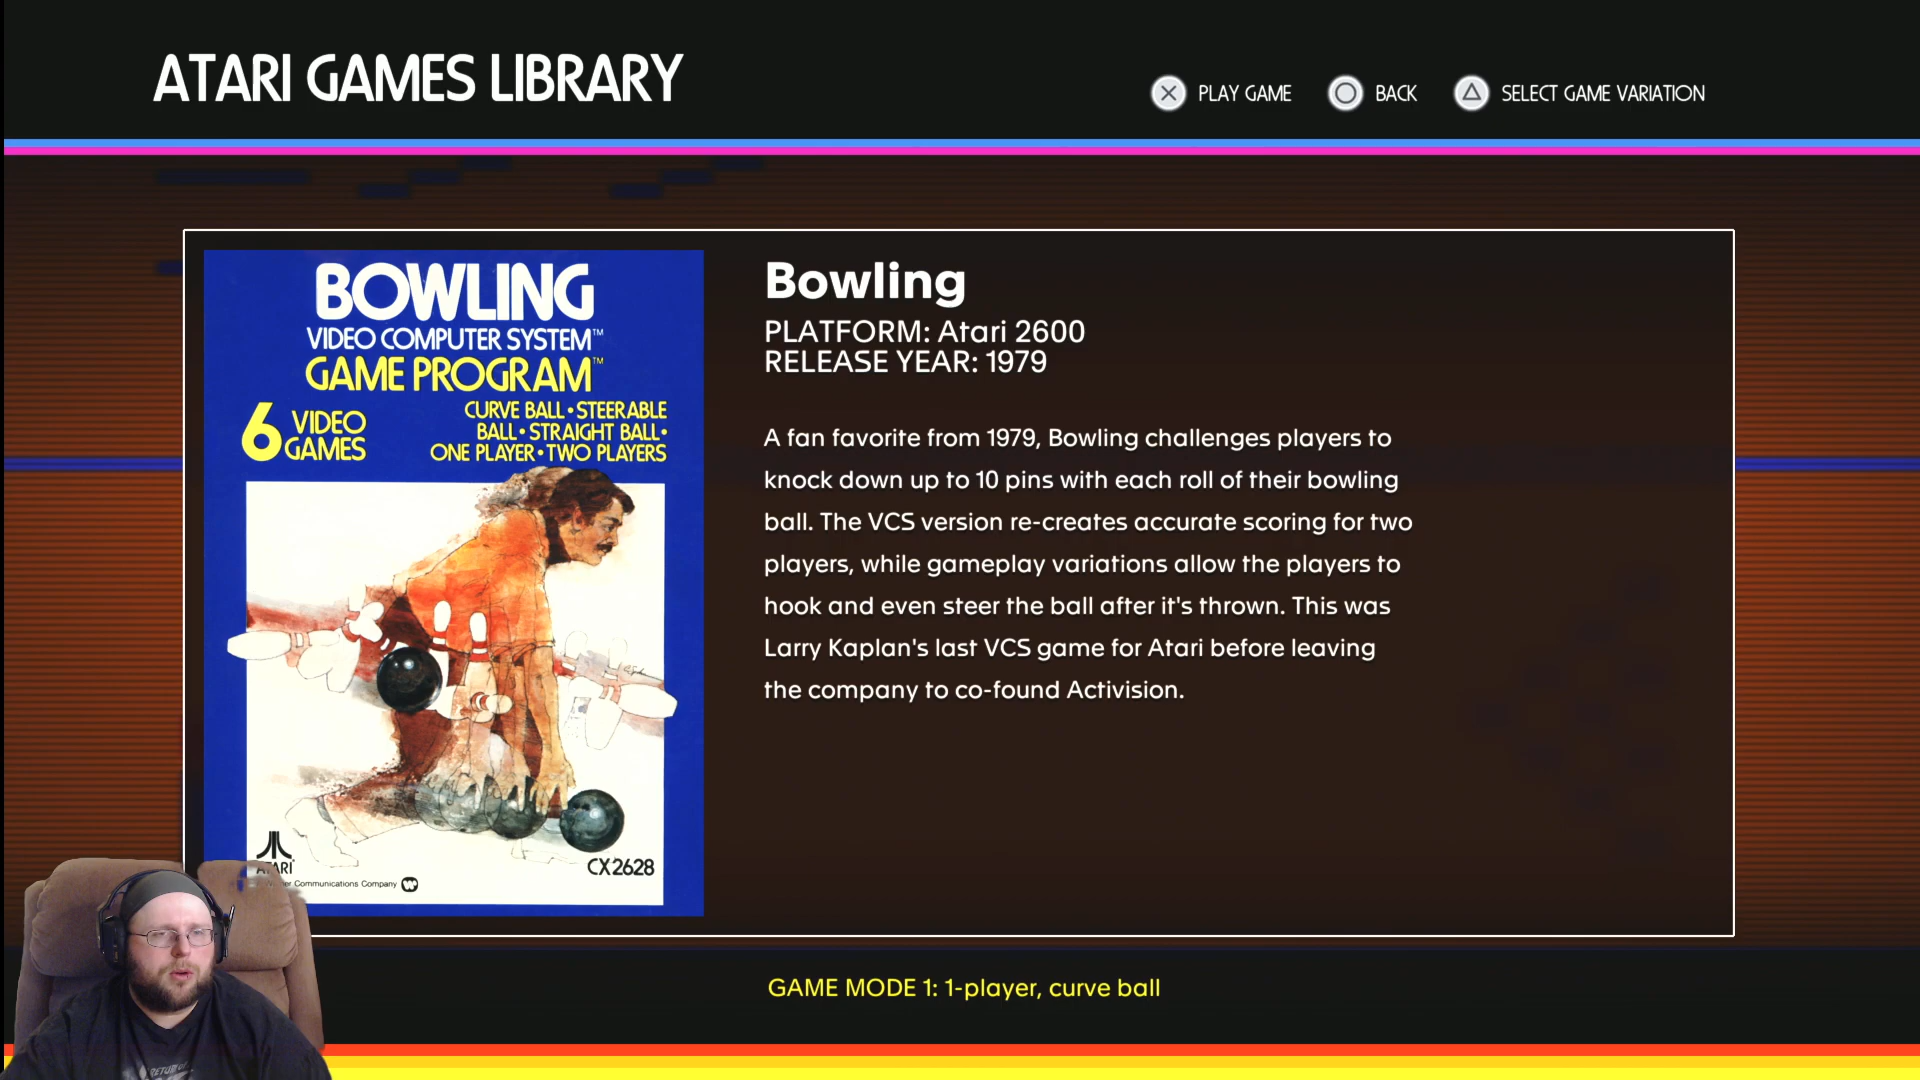 ATARI GAMES LIBRARY
PLAY GAME
BACK
SELECT GAME VARIATION
BOWLING
VIDEO COMPUTER SYSTEM™
GAME PROGRAM™
6 VIDEO GAMES
CURVE BALL • STEERABLE
BALL • STRAIGHT BALL •
ONE PLAYER • TWO PLAYERS
ATARI
CX2628
Communications Company
Bowling
PLATFORM: Atari 2600
RELEASE YEAR: 1979
A fan favorite from 1979, Bowling challenges players to
knock down up to 10 pins with each roll of their bowling
ball. The VCS version re-creates accurate scoring for two
players, while gameplay variations allow the players to
hook and even steer the ball after it's thrown. This was
Larry Kaplan's last VCS game for Atari before leaving
the company to co-found Activision.
GAME MODE 1: 1-player, curve ball
RETURN OF